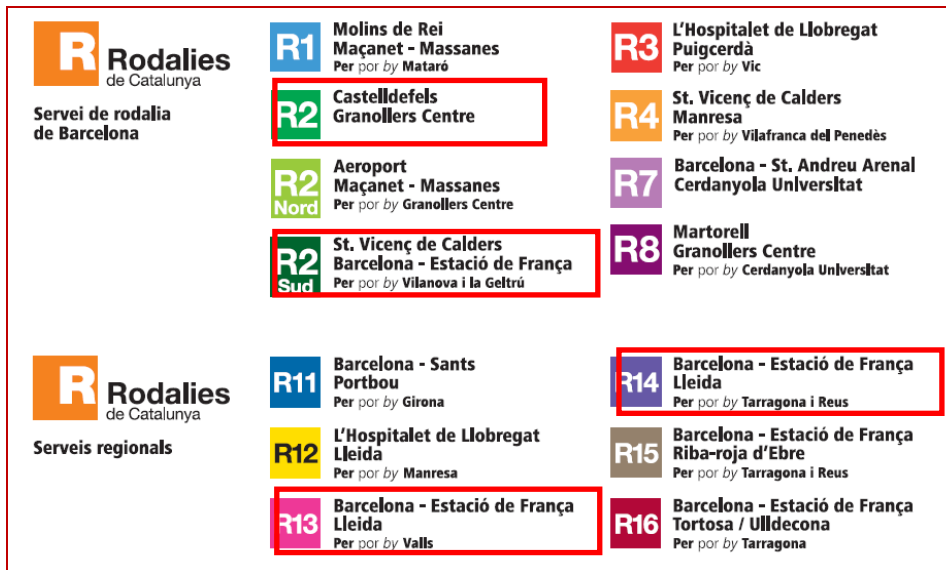 R Rodalies
de Catalunya
Servei de rodalia
de Barcelona
R1
Molins de Rei
Maçanet - Massanes
Per por by Mataró
R2
Castelldefels
Granollers Centre
R2
Nord
Aeroport
Maçanet - Massanes
Per por by Granollers Centre
R2
Sud
St. Vicenç de Calders
Barcelona - Estació de França
Per por by Vilanova i la Geltrú
R3
L'Hospitalet de Llobregat
Puigcerdà
Per por by Vic
R4
St. Vicenç de Calders
Manresa
Per por by Vilafranca del Penedès
R7
Barcelona - St. Andreu Arenal
Cerdanyola Universitat
R8
Martorell
Granollers Centre
Per por by Cerdanyola Universitat
R Rodalies
de Catalunya
Serveis regionals
R11
Barcelona - Sants
Portbou
Per por by Girona
R12
L'Hospitalet de Llobregat
Lleida
Per por by Manresa
R13
Barcelona - Estació de França
Lleida
Per por by Valls
R14
Barcelona - Estació de França
Lleida
Per por by Tarragona i Reus
R15
Barcelona - Estació de França
Riba-roja d'Ebre
Per por by Tarragona i Reus
R16
Barcelona - Estació de França
Tortosa / Ulldecona
Per por by Tarragona